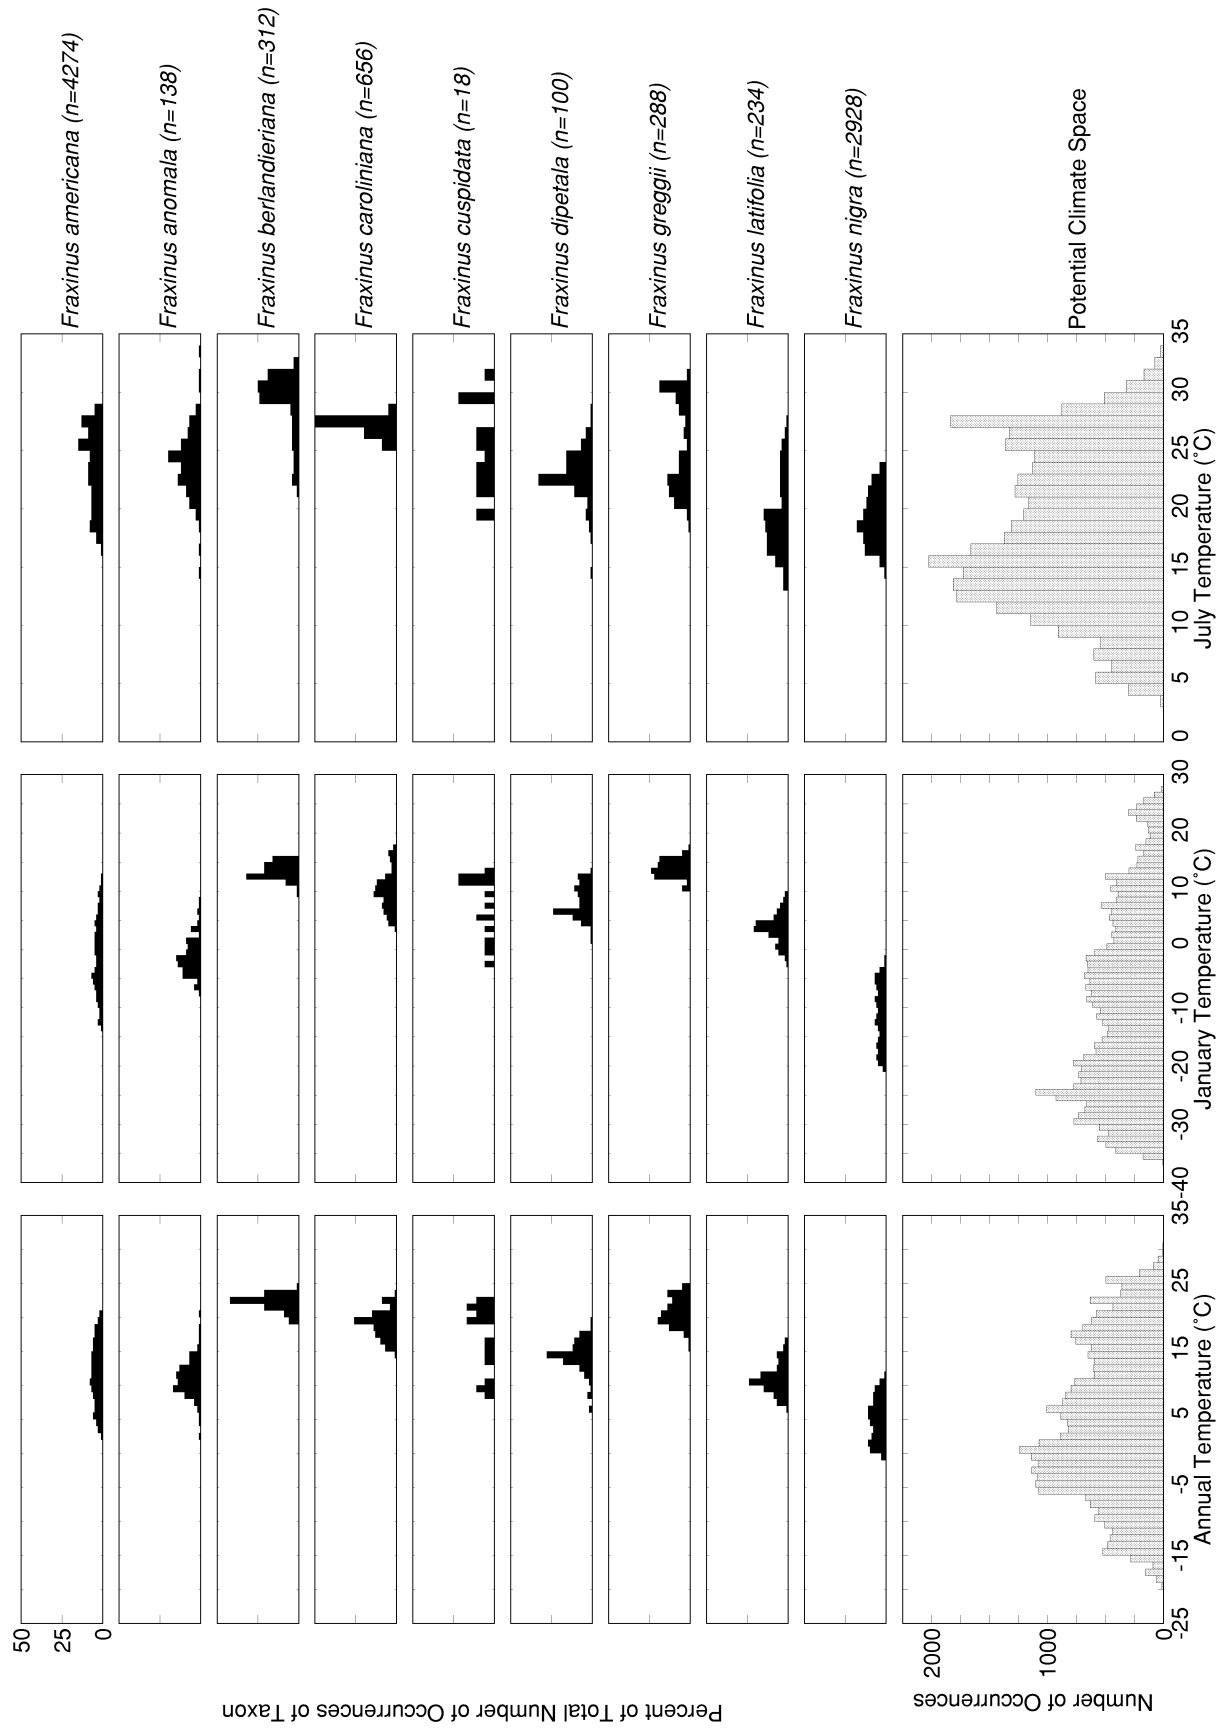 Fraxinus americana (n=4274)
Fraxinus anomala (n=138)
Fraxinus berlandieriana (n=312)
Fraxinus caroliniana (n=656)
Fraxinus cuspidata (n=18)
Fraxinus dipetala (n=100)
Fraxinus greggii (n=288)
Fraxinus latifolia (n=234)
Fraxinus nigra (n=2928)
Potential Climate Space
50
25
0
Percent of Total Number of Occurrences of Taxon
2000
1000
0
Number of Occurrences
-25 -15 -5 5 15 25 35
Annual Temperature (˚C)
-40 -30 -20 -10 0 10 20 30
January Temperature (˚C)
0 5 10 15 20 25 30 35
July Temperature (˚C)